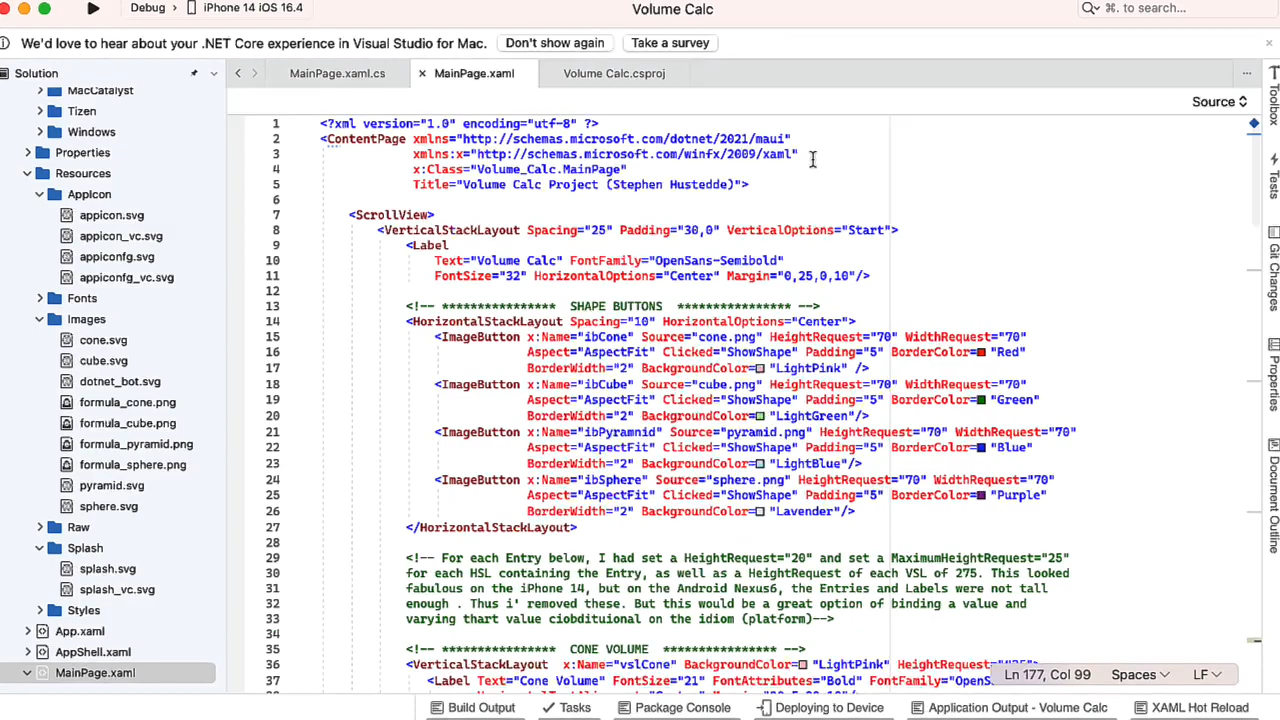 Debug > iPhone 14 iOS 16.4
Volume Calc
⌘. to search...
We'd love to hear about your .NET Core experience in Visual Studio for Mac.
Don't show again
Take a survey
Solution
MainPage.xaml.cs
MainPage.xaml
Volume Calc.csproj
Source
MacCatalyst
Tizen
Windows
Properties
Resources
AppIcon
appicon.svg
appicon_vc.svg
appiconfg.svg
appiconfg_vc.svg
Fonts
Images
cone.svg
cube.svg
dotnet_bot.svg
formula_cone.png
formula_cube.png
formula_pyramid.png
formula_sphere.png
pyramid.svg
sphere.svg
Raw
Splash
splash.svg
splash_vc.svg
Styles
App.xaml
AppShell.xaml
MainPage.xaml
1 <?xml version="1.0" encoding="utf-8" ?>
2 <ContentPage xmlns="http://schemas.microsoft.com/dotnet/2021/maui"
3 xmlns:x="http://schemas.microsoft.com/winfx/2009/xaml"
4 x:Class="Volume_Calc.MainPage"
5 Title="Volume Calc Project (Stephen Hustedde)">
6
7 <ScrollView>
8 <VerticalStackLayout Spacing="25" Padding="30,0" VerticalOptions="Start">
9 <Label
10 Text="Volume Calc" FontFamily="OpenSans-Semibold"
11 FontSize="32" HorizontalOptions="Center" Margin="0,25,0,10"/>
12
13 <!-- **************** SHAPE BUTTONS **************** -->
14 <HorizontalStackLayout Spacing="10" HorizontalOptions="Center">
15 <ImageButton x:Name="ibCone" Source="cone.png" HeightRequest="70" WidthRequest="70"
16 Aspect="AspectFit" Clicked="ShowShape" Padding="5" BorderColor="Red"
17 BorderWidth="2" BackgroundColor="LightPink" />
18 <ImageButton x:Name="ibCube" Source="cube.png" HeightRequest="70" WidthRequest="70"
19 Aspect="AspectFit" Clicked="ShowShape" Padding="5" BorderColor="Green"
20 BorderWidth="2" BackgroundColor="LightGreen"/>
21 <ImageButton x:Name="ibPyramnid" Source="pyramid.png" HeightRequest="70" WidthRequest="70"
22 Aspect="AspectFit" Clicked="ShowShape" Padding="5" BorderColor="Blue"
23 BorderWidth="2" BackgroundColor="LightBlue"/>
24 <ImageButton x:Name="ibSphere" Source="sphere.png" HeightRequest="70" WidthRequest="70"
25 Aspect="AspectFit" Clicked="ShowShape" Padding="5" BorderColor="Purple"
26 BorderWidth="2" BackgroundColor="Lavender"/>
27 </HorizontalStackLayout>
28
29 <!-- For each Entry below, I had set a HeightRequest="20" and set a MaximumHeightRequest="25"
30 for each HSL containing the Entry, as well as a HeightRequest of each VSL of 275. This looked
31 fabulous on the iPhone 14, but on the Android Nexus6, the Entries and Labels were not tall
32 enough . Thus i' removed these. But this would be a great option of binding a value and
33 varying thart value ciobdituional on the idiom (platform)-->
34
35 <!-- **************** CONE VOLUME **************** -->
36 <VerticalStackLayout x:Name="vslCone" BackgroundColor="LightPink" HeightRequest=
37 <Label Text="Cone Volume" FontSize="21" FontAttributes="Bold" FontFamily="OpenS
Ln 177, Col 99
Spaces
LF
Toolbox
Tests
Git Changes
Properties
Document Outline
Build Output
Tasks
Package Console
Deploying to Device
Application Output - Volume Calc
XAML Hot Reload